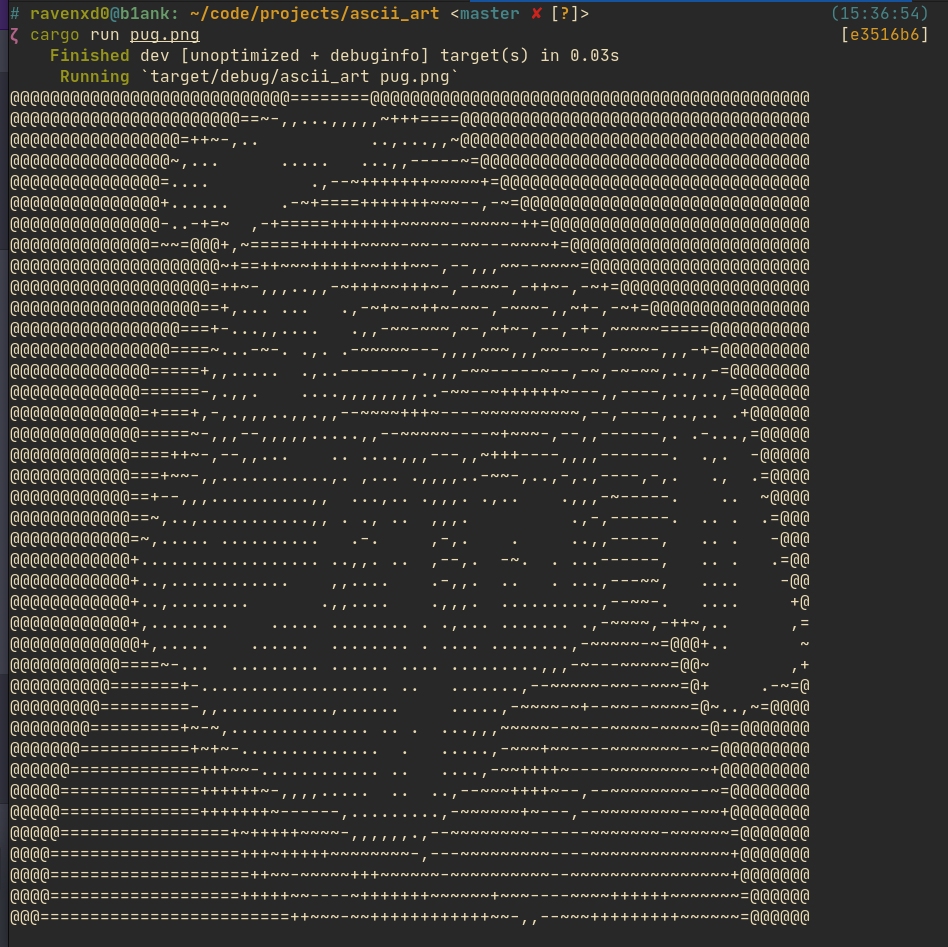 # ravenxd0@b1ank: ~/code/projects/ascii_art <master ✘ [?]> (15:36:54)
ζ cargo run pug.png [e3516b6]
Finished dev [unoptimized + debuginfo] target(s) in 0.03s
Running `target/debug/ascii_art pug.png`